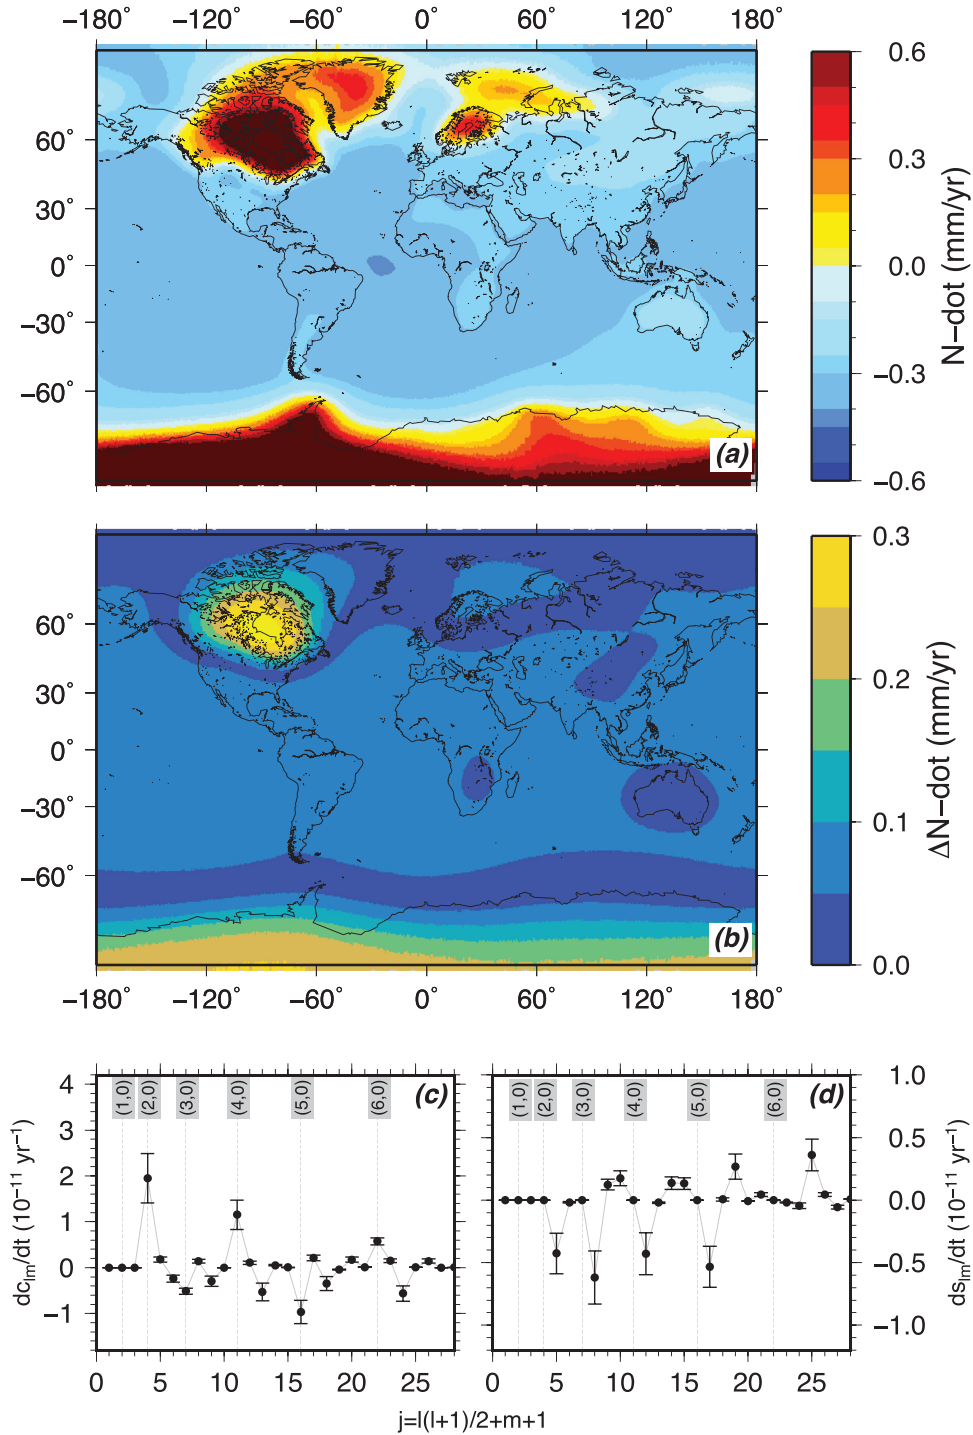 −180° −120° −60° 0° 60° 120° 180°
60°
30°
0°
−30°
−60°
(a)
0.6
0.3
0.0
−0.3
−0.6
N−dot (mm/yr)
60°
30°
0°
−30°
−60°
(b)
−180° −120° −60° 0° 60° 120° 180°
0.3
0.2
0.1
0.0
ΔN−dot (mm/yr)
4
3
2
1
0
−1
dclm/dt (10−11 yr−1)
(1,0) (2,0) (3,0) (4,0) (5,0) (6,0)
(c)
0 5 10 15 20 25
(1,0) (2,0) (3,0) (4,0) (5,0) (6,0)
(d)
1.0
0.5
0.0
−0.5
−1.0
dslm/dt (10−11 yr−1)
0 5 10 15 20 25
j=l(l+1)/2+m+1